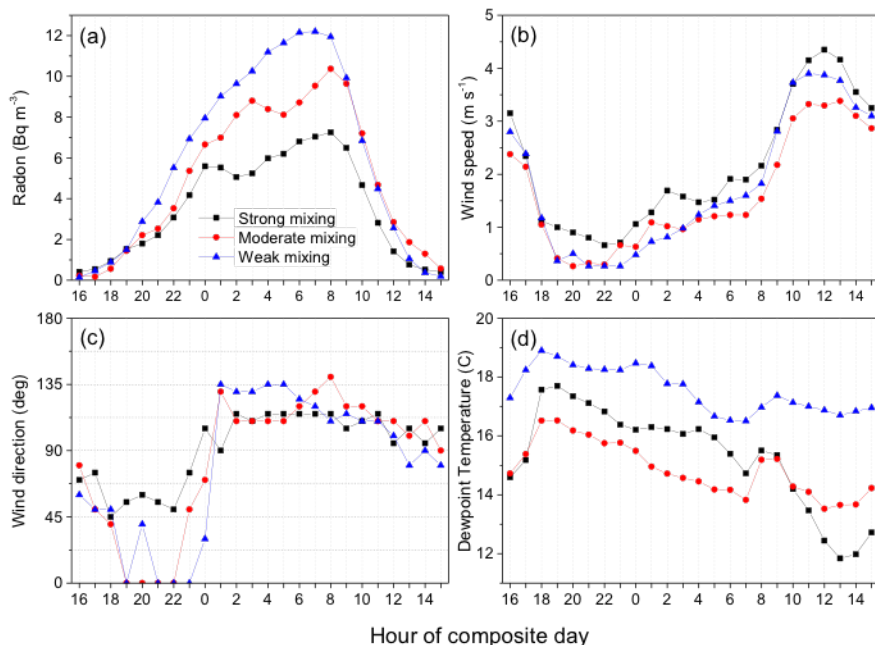 (a)
12
10
8
6
4
2
0
Radon (Bq m⁻³)
Strong mixing
Moderate mixing
Weak mixing
16 18 20 22 0 2 4 6 8 10 12 14
(b)
5
4
3
2
1
0
Wind speed (m s⁻¹)
16 18 20 22 0 2 4 6 8 10 12 15
(c)
180
135
90
45
0
Wind direction (deg)
16 18 20 22 0 2 4 6 8 10 12 15
(d)
20
18
16
14
12
Dewpoint Temperature (C)
16 18 20 22 0 2 4 6 8 10 12 15
Hour of composite day